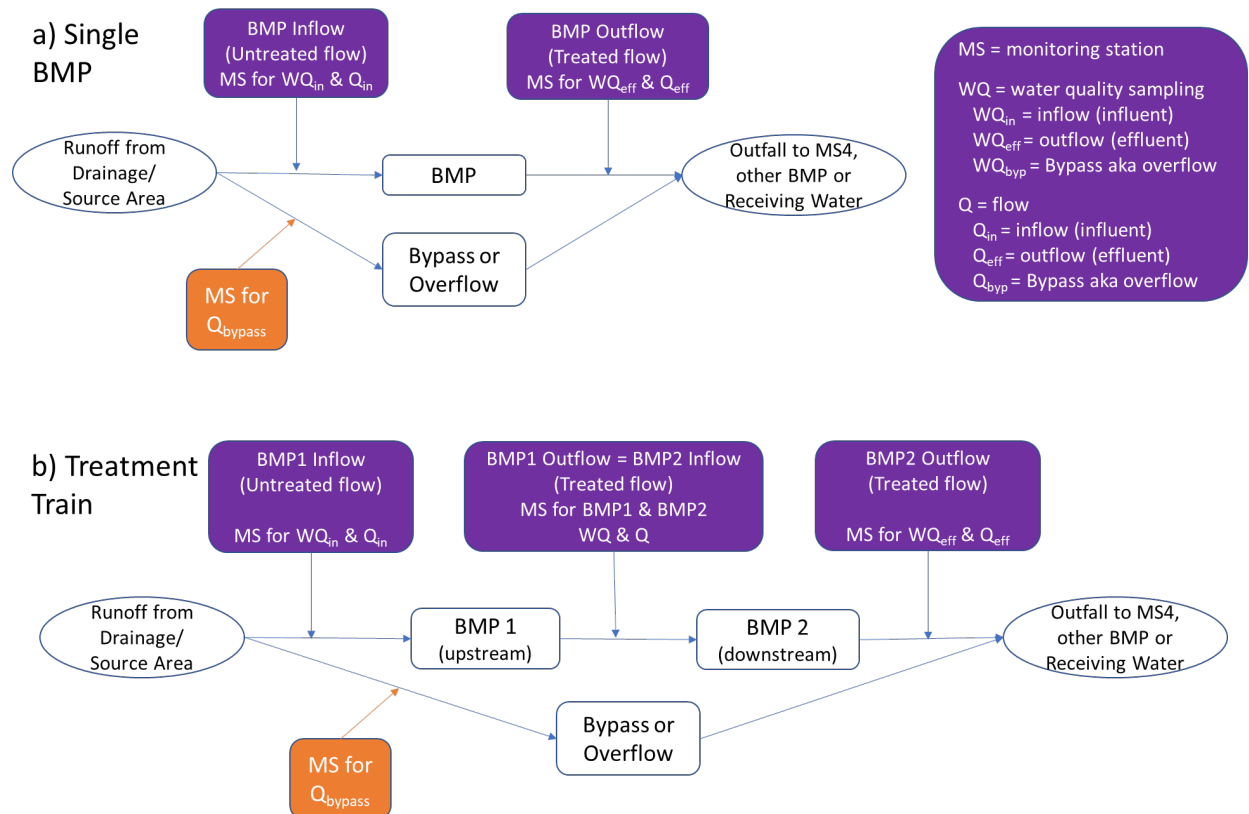 a) Single
BMP
BMP Inflow
(Untreated flow)
MS for WQin & Qin
BMP Outflow
(Treated flow)
MS for WQeff & Qeff
MS = monitoring station
WQ = water quality sampling
WQin = inflow (influent)
WQeff = outflow (effluent)
WQbyp = Bypass aka overflow
Q = flow
Qin = inflow (influent)
Qeff = outflow (effluent)
Qbyp = Bypass aka overflow
Runoff from
Drainage/
Source Area
BMP
Outfall to MS4,
other BMP or
Receiving Water
Bypass or
Overflow
MS for
Qbypass
b) Treatment
Train
BMP1 Inflow
(Untreated flow)
MS for WQin & Qin
BMP1 Outflow = BMP2 Inflow
(Treated flow)
MS for BMP1 & BMP2
WQ & Q
BMP2 Outflow
(Treated flow)
MS for WQeff & Qeff
Runoff from
Drainage/
Source Area
BMP 1
(upstream)
BMP 2
(downstream)
Outfall to MS4,
other BMP or
Receiving Water
Bypass or
Overflow
MS for
Qbypass